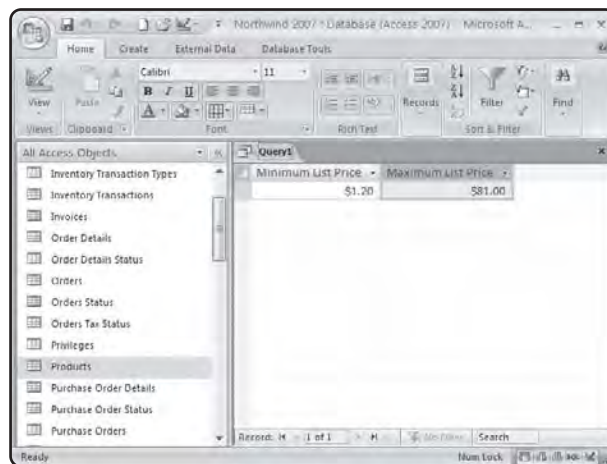 Northwind 2007 : Database (Access 2007) Microsoft A...
Home Create External Data Database Tools
Calibri 11
View Paste B I U Records Filter Find
A
Views Clipboard Font Rich Text Sort & Filter
All Access Objects
Inventory Transaction Types
Inventory Transactions
Invoices
Order Details
Order Details Status
Orders
Orders Status
Orders Tax Status
Privileges
Products
Purchase Order Details
Purchase Order Status
Purchase Orders
Query1
Minimum List Price Maximum List Price
$1.20 $81.00
Record: 1 of 1 No Filter Search
Ready Num Lock